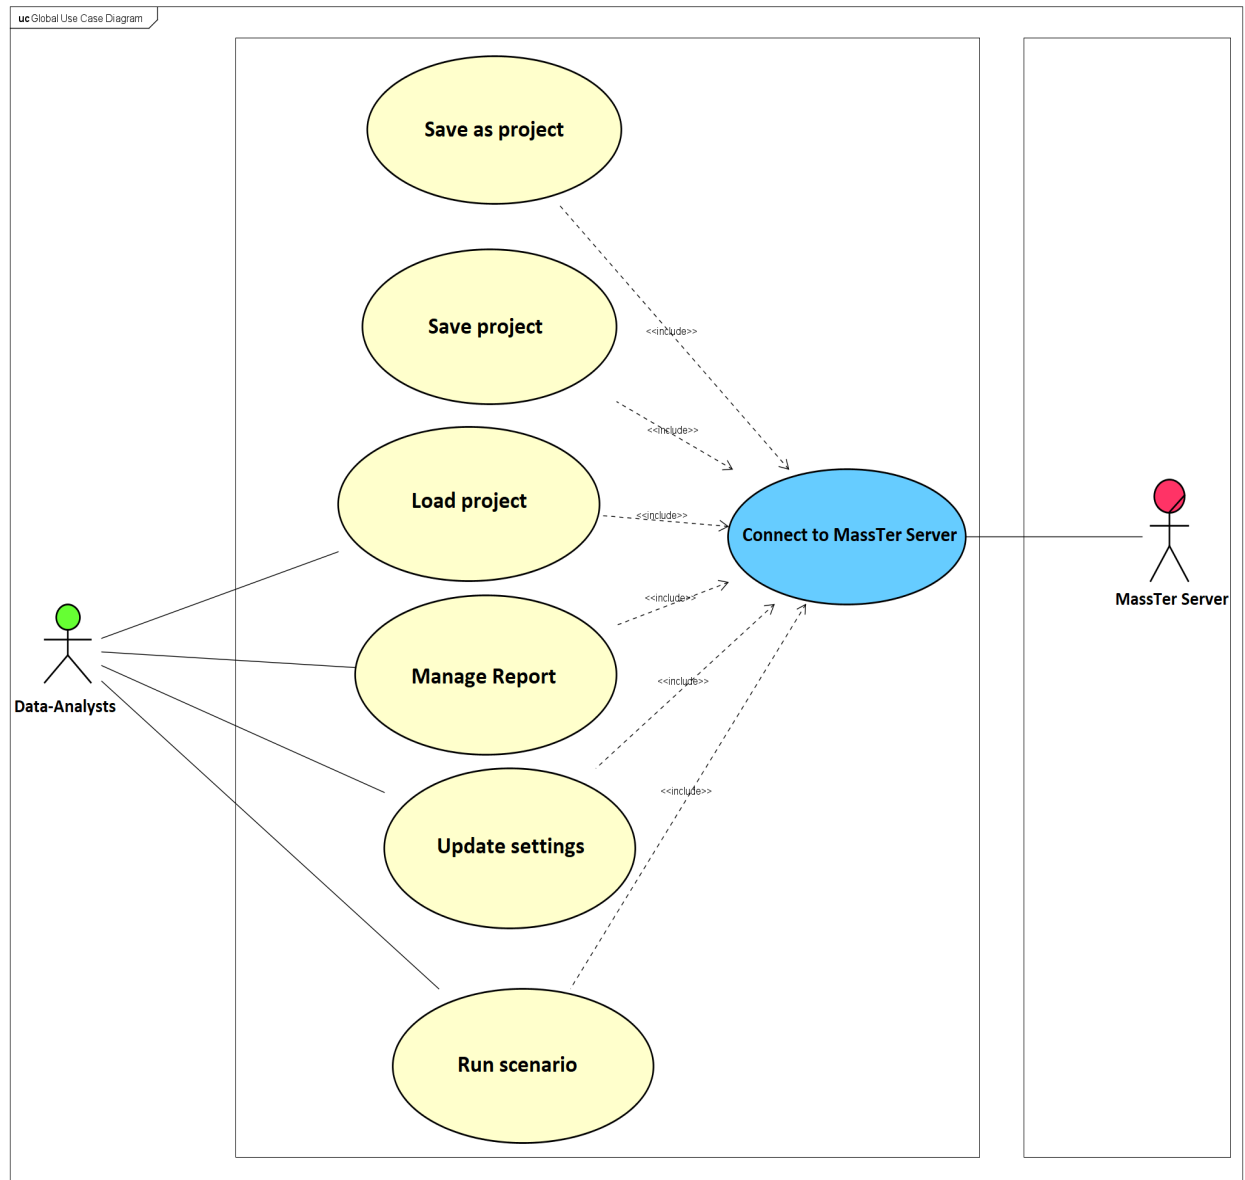 uc Global Use Case Diagram
Save as project
Save project
<<include>>
<<include>>
Load project
<<include>>
Connect to MassTer Server
MassTer Server
<<include>>
Manage Report
<<include>>
Data-Analysts
<<include>>
Update settings
Run scenario